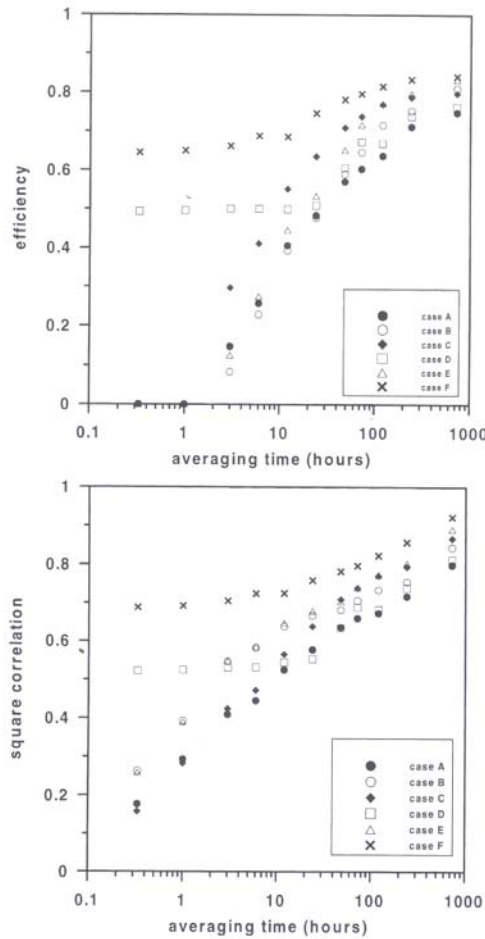 1
0.8
0.6
0.4
0.2
0
efficiency
case A
case B
case C
case D
case E
case F
0.1 1 10 100 1000
averaging time (hours)
1
0.8
0.6
0.4
0.2
0
square correlation
case A
case B
case C
case D
case E
case F
0.1 1 10 100 1000
averaging time (hours)